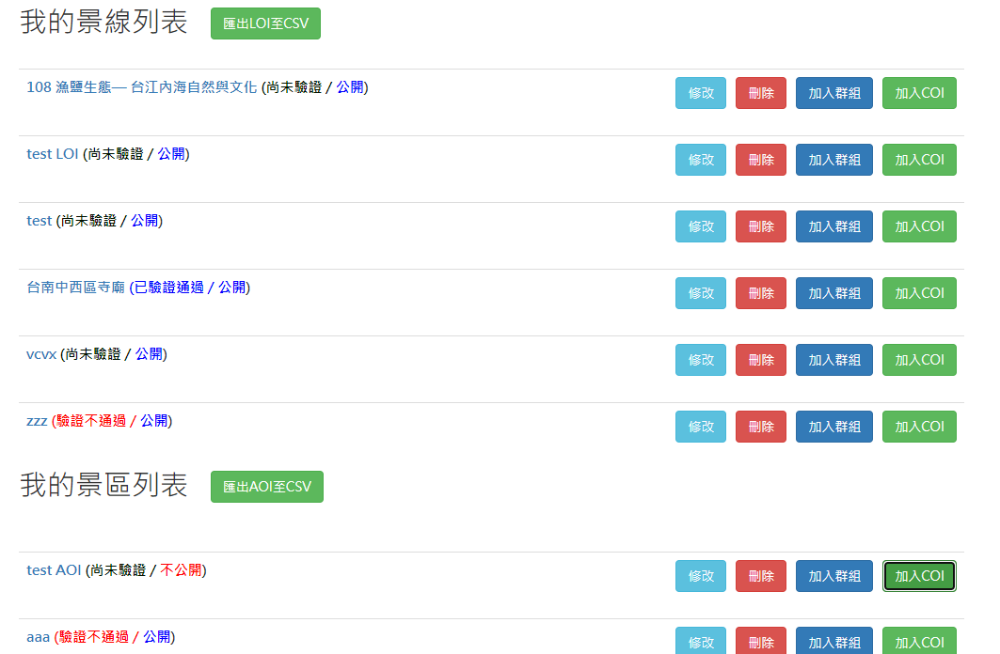 我的景線列表 匯出LOI至CSV
108 漁鹽生態— 台江內海自然與文化 (尚未驗證 / 公開) 修改 刪除 加入群組 加入COI
test LOI (尚未驗證 / 公開) 修改 刪除 加入群組 加入COI
test (尚未驗證 / 公開) 修改 刪除 加入群組 加入COI
台南中西區寺廟 (已驗證通過 / 公開) 修改 刪除 加入群組 加入COI
vcvx (尚未驗證 / 公開) 修改 刪除 加入群組 加入COI
zzz (驗證不通過 / 公開) 修改 刪除 加入群組 加入COI
我的景區列表 匯出AOI至CSV
test AOI (尚未驗證 / 不公開) 修改 刪除 加入群組 加入COI
aaa (驗證不通過 / 公開) 修改 刪除 加入群組 加入COI